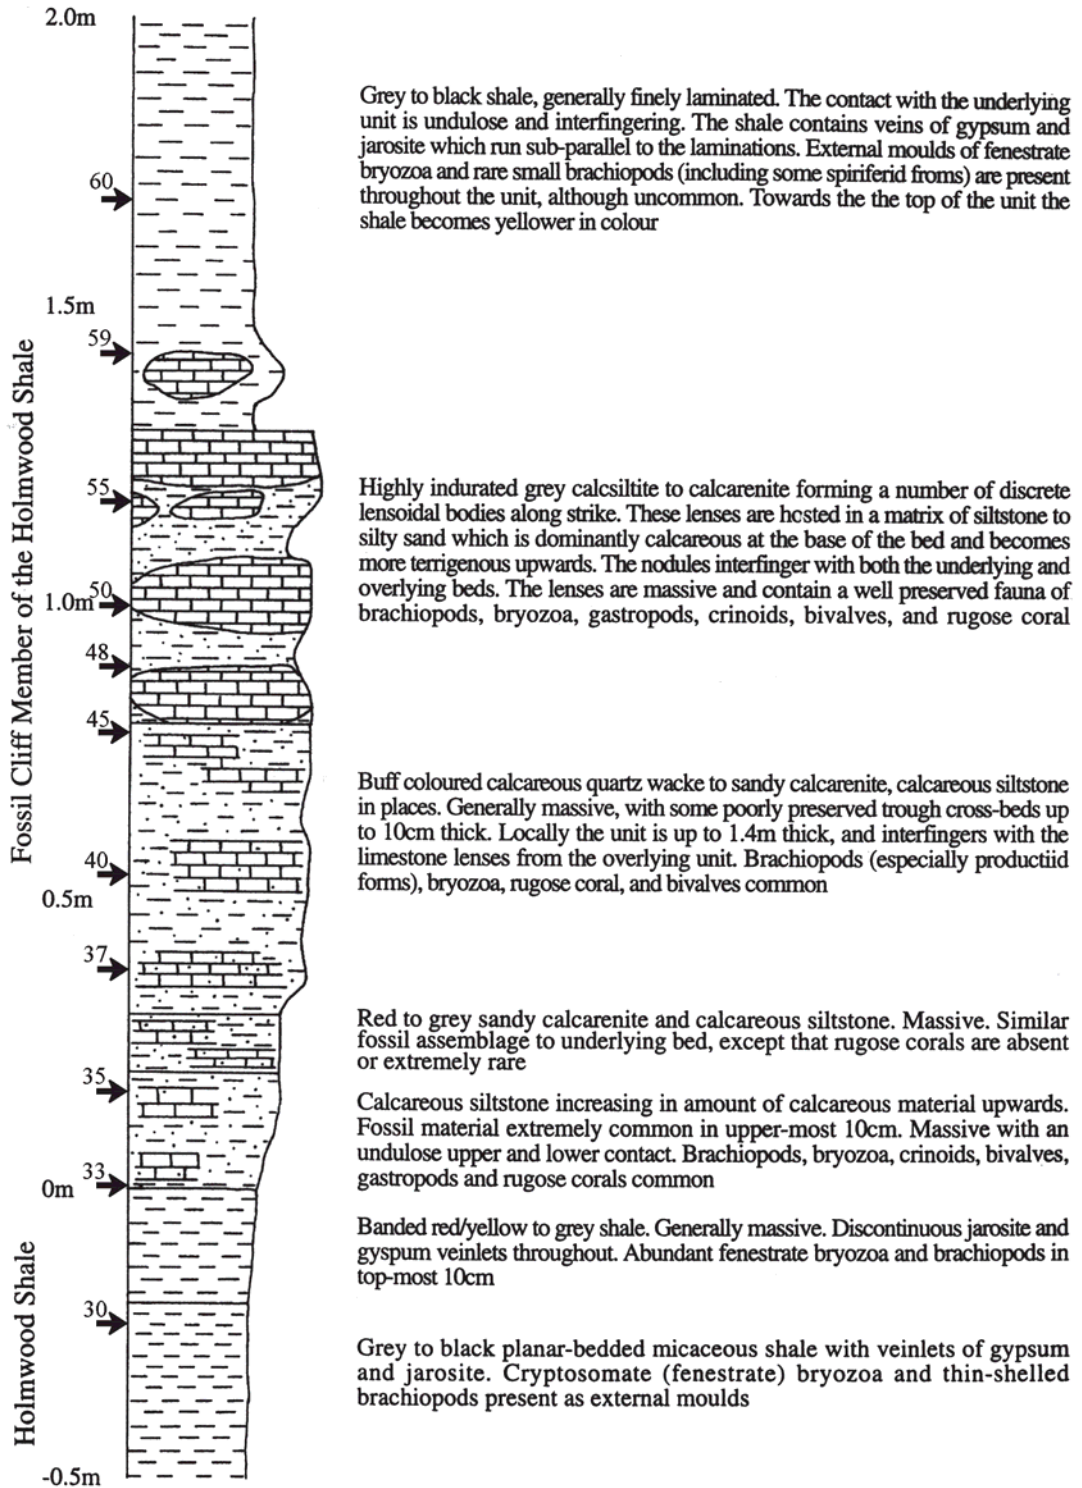 2.0m
Grey to black shale, generally finely laminated. The contact with the underlying
unit is undulose and interfingering. The shale contains veins of gypsum and
jarosite which run sub-parallel to the laminations. External moulds of fenestrate
bryozoa and rare small brachiopods (including some spiriferid froms) are present
throughout the unit, although uncommon. Towards the the top of the unit the
shale becomes yellower in colour
60
1.5m
59
Fossil Cliff Member of the Holmwood Shale
55
Highly indurated grey calcsiltite to calcarenite forming a number of discrete
lensoidal bodies along strike. These lenses are hosted in a matrix of siltstone to
silty sand which is dominantly calcareous at the base of the bed and becomes
more terrigenous upwards. The nodules interfinger with both the underlying and
overlying beds. The lenses are massive and contain a well preserved fauna of
brachiopods, bryozoa, gastropods, crinoids, bivalves, and rugose coral
1.0m 50
48
45
Buff coloured calcareous quartz wacke to sandy calcarenite, calcareous siltstone
in places. Generally massive, with some poorly preserved trough cross-beds up
to 10cm thick. Locally the unit is up to 1.4m thick, and interfingers with the
limestone lenses from the overlying unit. Brachiopods (especially productiid
forms), bryozoa, rugose coral, and bivalves common
40
0.5m
37
Red to grey sandy calcarenite and calcareous siltstone. Massive. Similar
fossil assemblage to underlying bed, except that rugose corals are absent
or extremely rare
35
Calcareous siltstone increasing in amount of calcareous material upwards.
Fossil material extremely common in upper-most 10cm. Massive with an
undulose upper and lower contact. Brachiopods, bryozoa, crinoids, bivalves,
gastropods and rugose corals common
33
0m
Banded red/yellow to grey shale. Generally massive. Discontinuous jarosite and
gyspum veinlets throughout. Abundant fenestrate bryozoa and brachiopods in
top-most 10cm
Holmwood Shale
30
Grey to black planar-bedded micaceous shale with veinlets of gypsum
and jarosite. Cryptosomate (fenestrate) bryozoa and thin-shelled
brachiopods present as external moulds
-0.5m